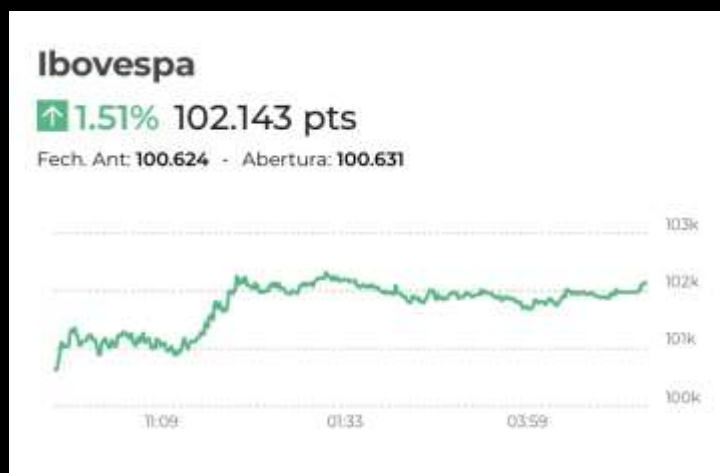 Ibovespa
1.51% 102.143 pts
Fech. Ant: 100.624 - Abertura: 100.631
103k
102k
101k
100k
11:09 01:33 03:59